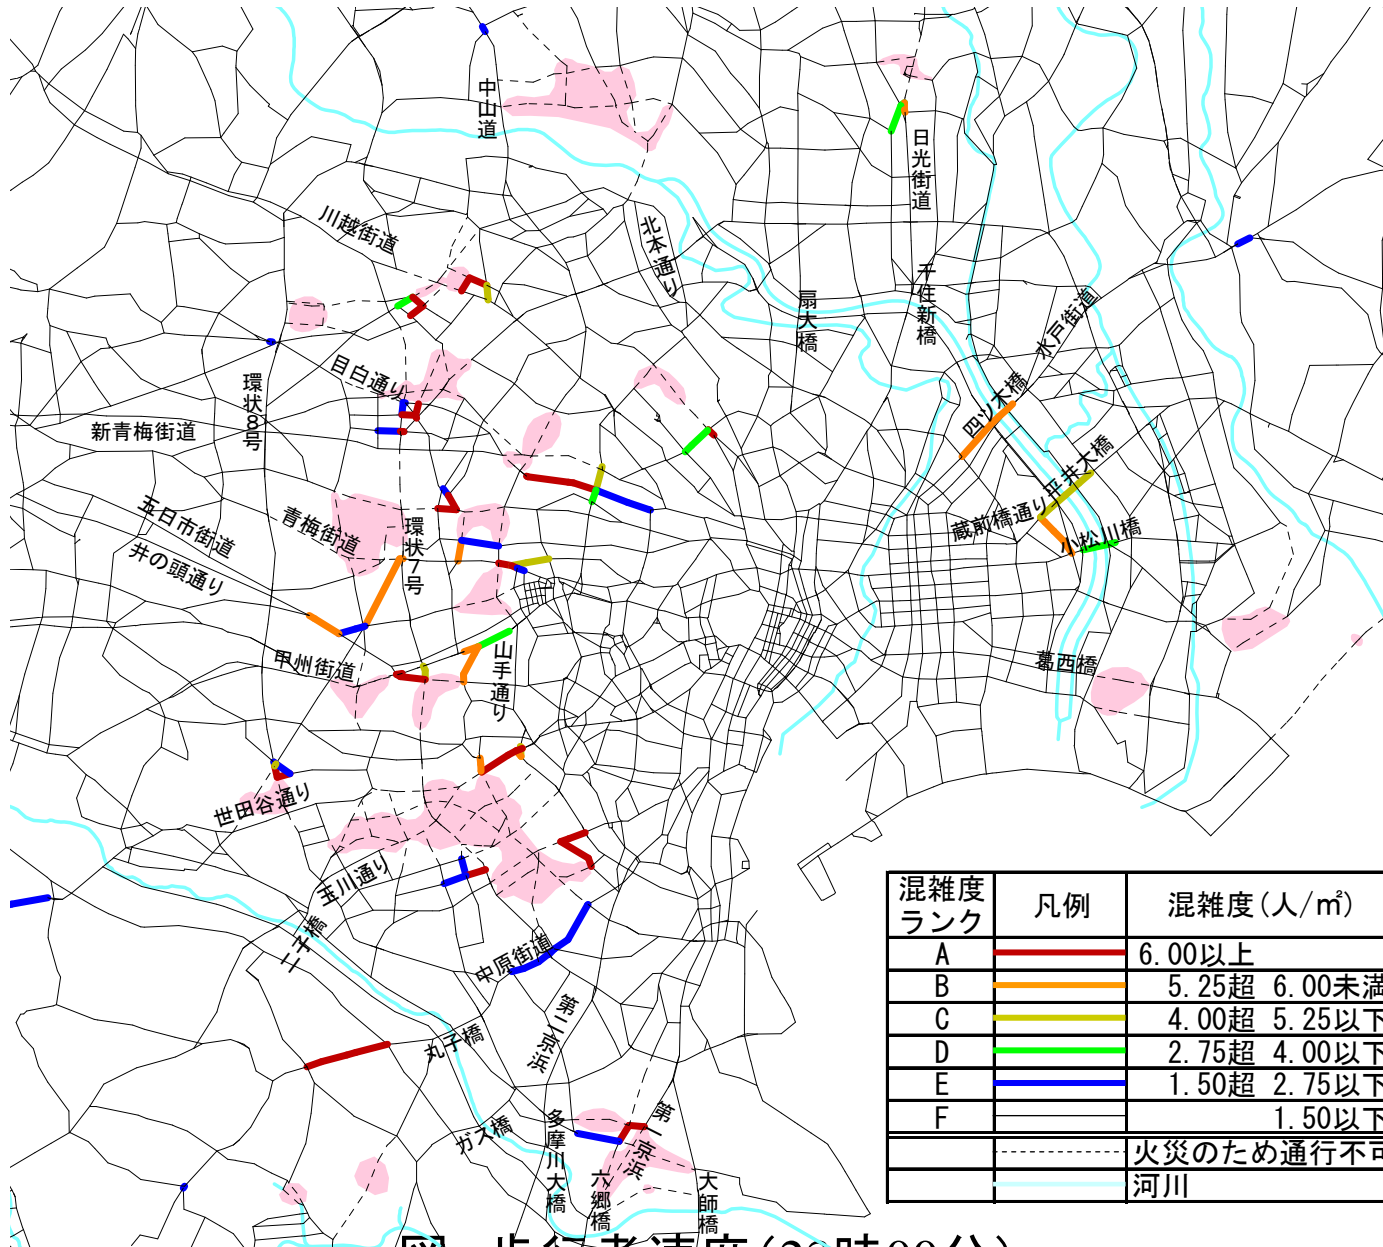 中山道
日光街道
川越街道
北本通り
千住新橋
扇大橋
水戸街道
目白通り
環状8号
四ツ木橋
新青梅街道
平井大橋
五日市街道
青梅街道
環状7号
蔵前橋通り
小松川橋
井の頭通り
甲州街道
山手通り
葛西橋
世田谷通り
玉川通り
二子橋
中原街道
第二京浜
丸子橋
ガス橋
多摩川大橋
六郷橋
第一京浜
大師橋
混雑度ランク 凡例 混雑度(人/㎡)
A 6.00以上
B 5.25超 6.00未満
C 4.00超 5.25以下
D 2.75超 4.00以下
E 1.50超 2.75以下
F 1.50以下
火災のため通行不可
河川